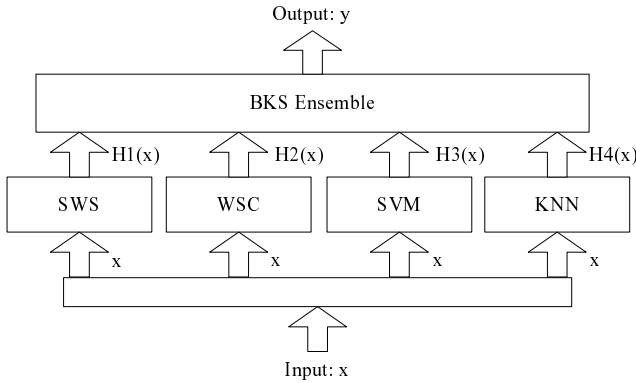 Output: y
BKS Ensemble
H1(x) H2(x) H3(x) H4(x)
SWS WSC SVM KNN
x x x x
Input: x